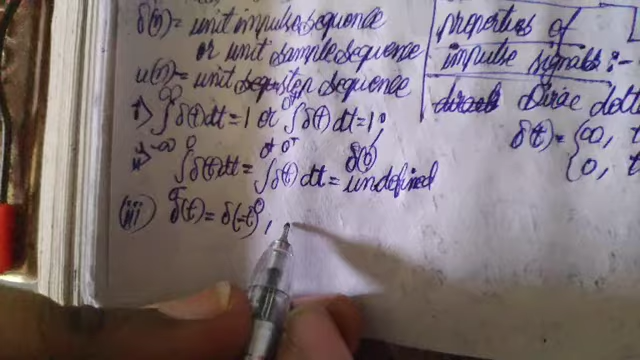 δ(n) = unit impulse sequence
or unit sample sequence
u(n) = unit step sequence
i) ∫δ(t)dt = 1 or ∫δ(t)dt = 1,
∫δ(t)dt = ∫δ(t)dt = undefined
(iii) δ(t) = δ(-t),
properties of
impulse signals :-
Dirac
δ(t) = {∞,
{0,